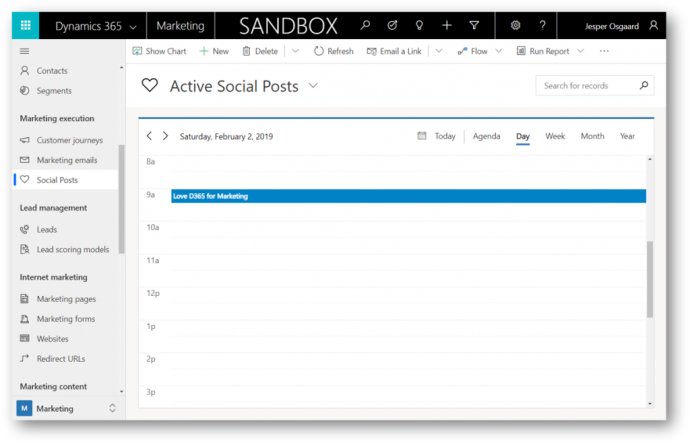 Dynamics 365 Marketing SANDBOX Jesper Osgaard
Show Chart New Delete Refresh Email a Link Flow Run Report ...
Contacts
Segments
Marketing execution
Customer journeys
Marketing emails
Social Posts
Lead management
Leads
Lead scoring models
Internet marketing
Marketing pages
Marketing forms
Websites
Redirect URLs
Marketing content
M Marketing
Active Social Posts
Search for records
Saturday, February 2, 2019 Today Agenda Day Week Month Year
8a
9a Love D365 for Marketing
10a
11a
12p
1p
2p
3p